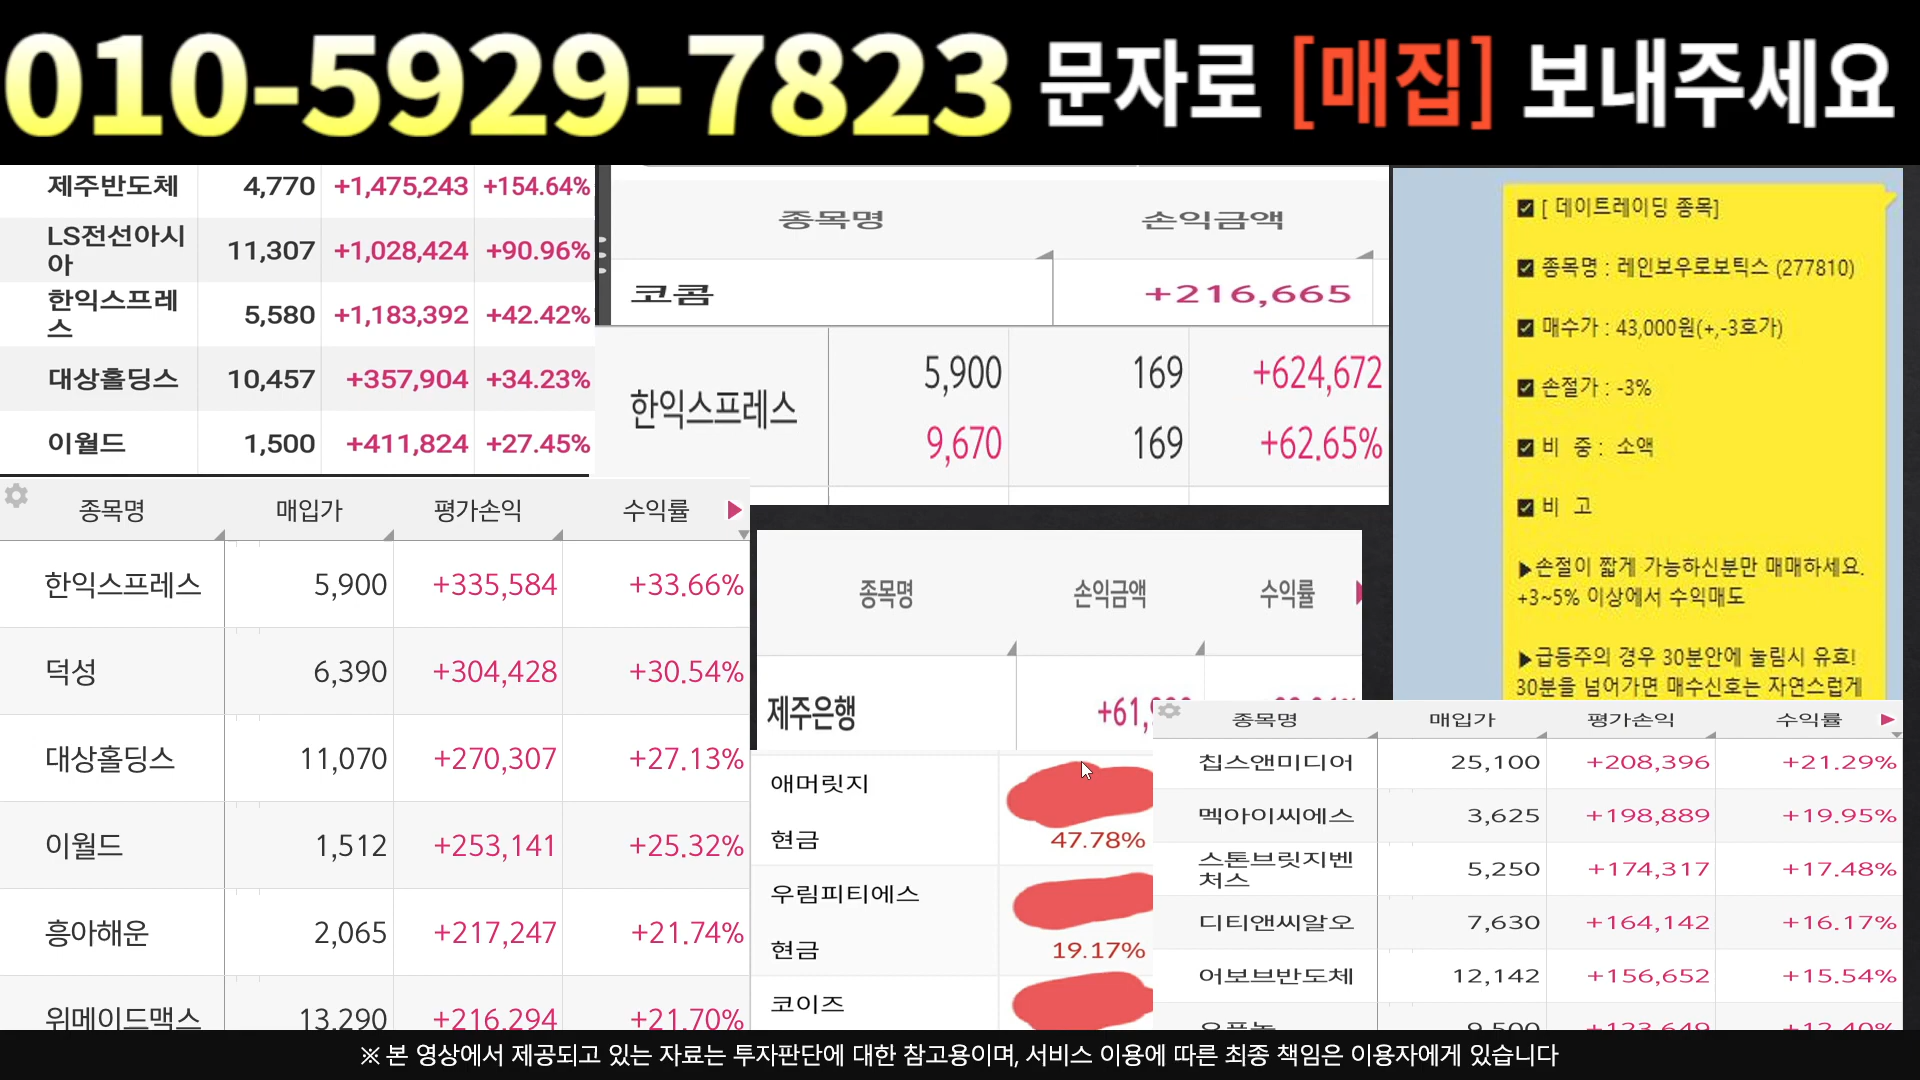 010-5929-7823 문자로 [매집] 보내주세요
제주반도체 4,770 +1,475,243 +154.64%
LS전선아시
아 11,307 +1,028,424 +90.96%
한익스프레
스 5,580 +1,183,392 +42.42%
대상홀딩스 10,457 +357,904 +34.23%
이월드 1,500 +411,824 +27.45%
종목명 손익금액
코콤 +216,665
한익스프레스
5,900 169 +624,672
9,670 169 +62.65%
[ 데이트레이딩 종목]
종목명 : 레인보우로보틱스 (277810)
매수가 : 43,000원(+,-3호가)
손절가 : -3%
비 중 : 소액
비 고
▶손절이 짧게 가능하신분만 매매하세요.
+3~5% 이상에서 수익매도
▶급등주의 경우 30분안에 눌림시 유효!
30분을 넘어가면 매수신호는 자연스럽게
종목명 매입가 평가손익 수익률
한익스프레스 5,900 +335,584 +33.66%
덕성 6,390 +304,428 +30.54%
대상홀딩스 11,070 +270,307 +27.13%
이월드 1,512 +253,141 +25.32%
흥아해운 2,065 +217,247 +21.74%
위메이드맥스 13,290 +216,294 +21.70%
종목명 손익금액 수익률
제주은행
애머릿지
현금 47.78%
우림피티에스
현금 19.17%
코이즈
종목명 매입가 평가손익 수익률
칩스앤미디어 25,100 +208,396 +21.29%
멕아이씨에스 3,625 +198,889 +19.95%
스톤브릿지벤
처스 5,250 +174,317 +17.48%
디티앤씨알오 7,630 +164,142 +16.17%
어보브반도체 12,142 +156,652 +15.54%
※ 본 영상에서 제공되고 있는 자료는 투자판단에 대한 참고용이며, 서비스 이용에 따른 최종 책임은 이용자에게 있습니다